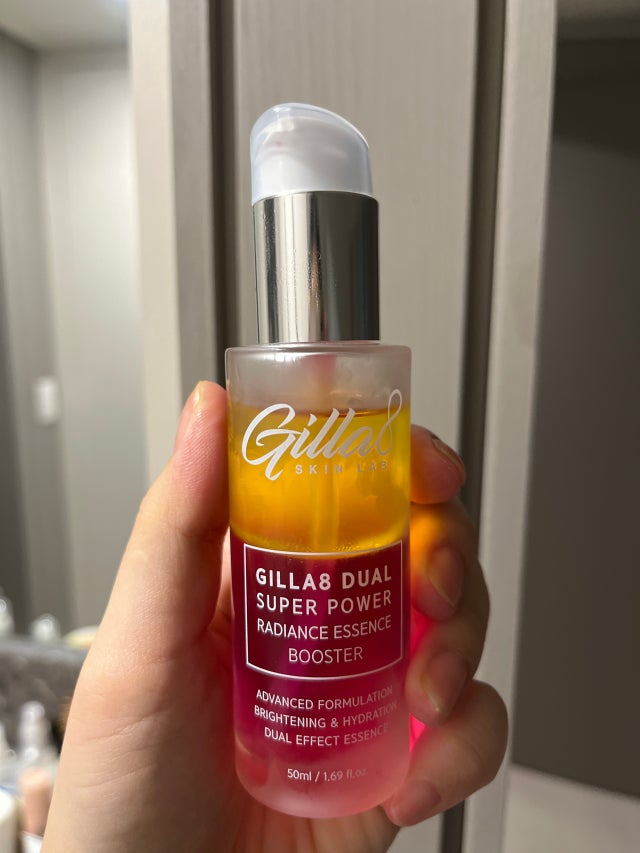 Gilla8
SKIN LAB
GILLA8 DUAL
SUPER POWER
RADIANCE ESSENCE
BOOSTER
ADVANCED FORMULATION
BRIGHTENING & HYDRATION
DUAL EFFECT ESSENCE
50ml / 1.69 fl.oz.